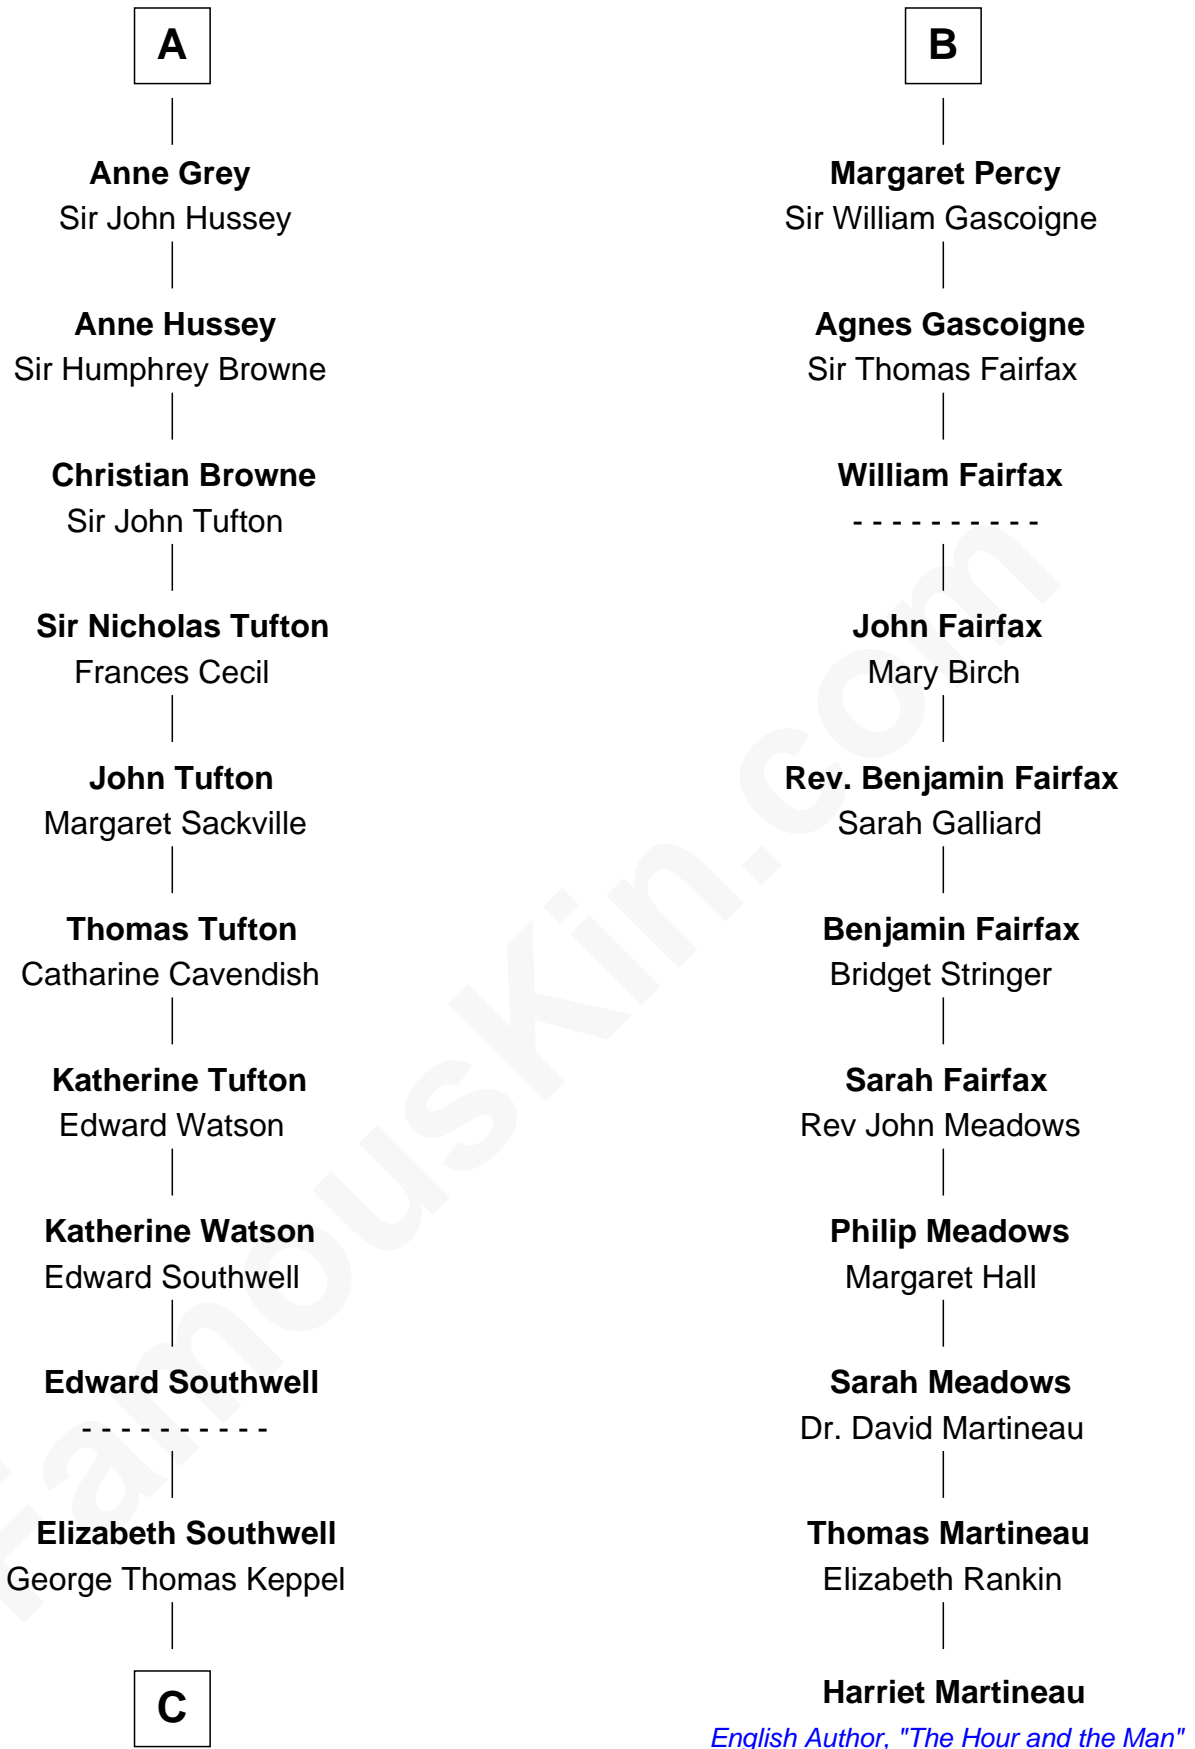 A
Anne Grey
Sir John Hussey
Anne Hussey
Sir Humphrey Browne
Christian Browne
Sir John Tufton
Sir Nicholas Tufton
Frances Cecil
John Tufton
Margaret Sackville
Thomas Tufton
Catharine Cavendish
Katherine Tufton
Edward Watson
Katherine Watson
Edward Southwell
Edward Southwell
- - - - - - - - - -
Elizabeth Southwell
George Thomas Keppel
C
B
Margaret Percy
Sir William Gascoigne
Agnes Gascoigne
Sir Thomas Fairfax
William Fairfax
- - - - - - - - - -
John Fairfax
Mary Birch
Rev. Benjamin Fairfax
Sarah Galliard
Benjamin Fairfax
Bridget Stringer
Sarah Fairfax
Rev John Meadows
Philip Meadows
Margaret Hall
Sarah Meadows
Dr. David Martineau
Thomas Martineau
Elizabeth Rankin
Harriet Martineau
English Author, "The Hour and the Man"
FamousKin.com